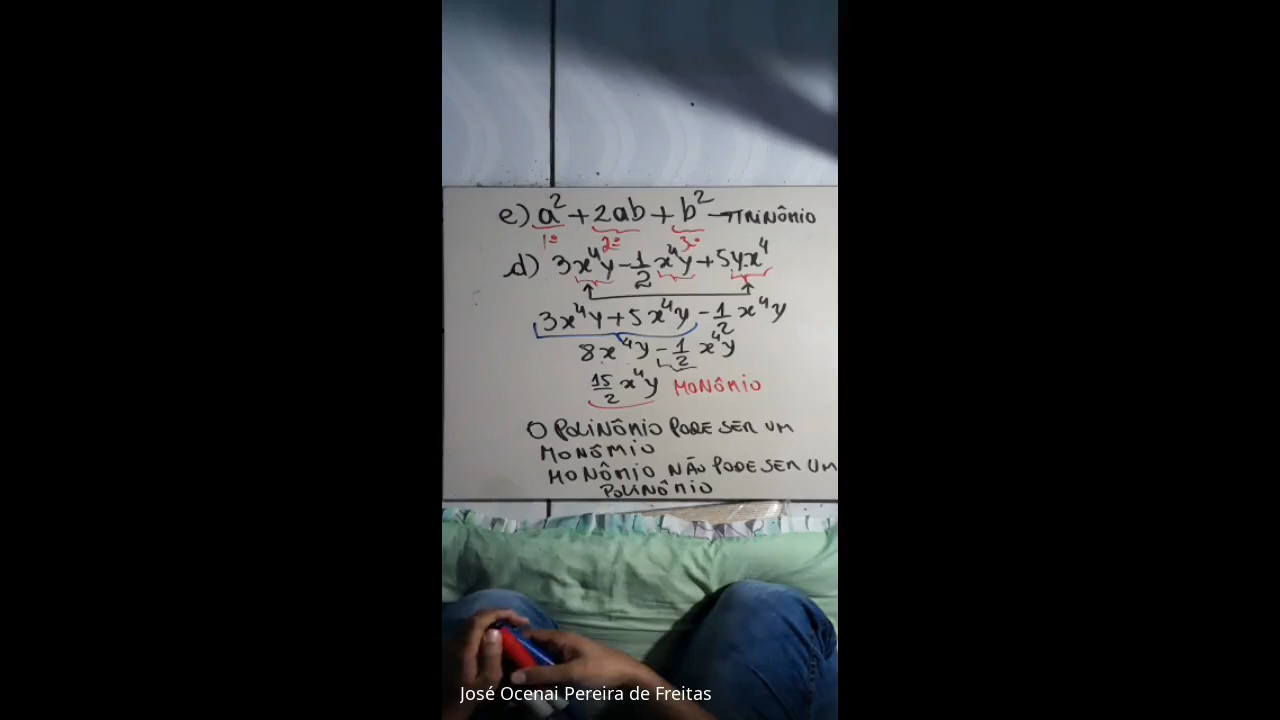 e) a² + 2ab + b² → TRINÔMIO
1º 2º 3º
d) 3x⁴y - 1/2 x⁴y + 5yx⁴
3x⁴y + 5x⁴y - 1/2 x⁴y
8x⁴y - 1/2 x⁴y
15/2 x⁴y MONÔMIO
O POLINÔMIO PODE SER UM
MONÔMIO
MONÔMIO NÃO PODE SER UM
POLINÔMIO
José Ocenai Pereira de Freitas